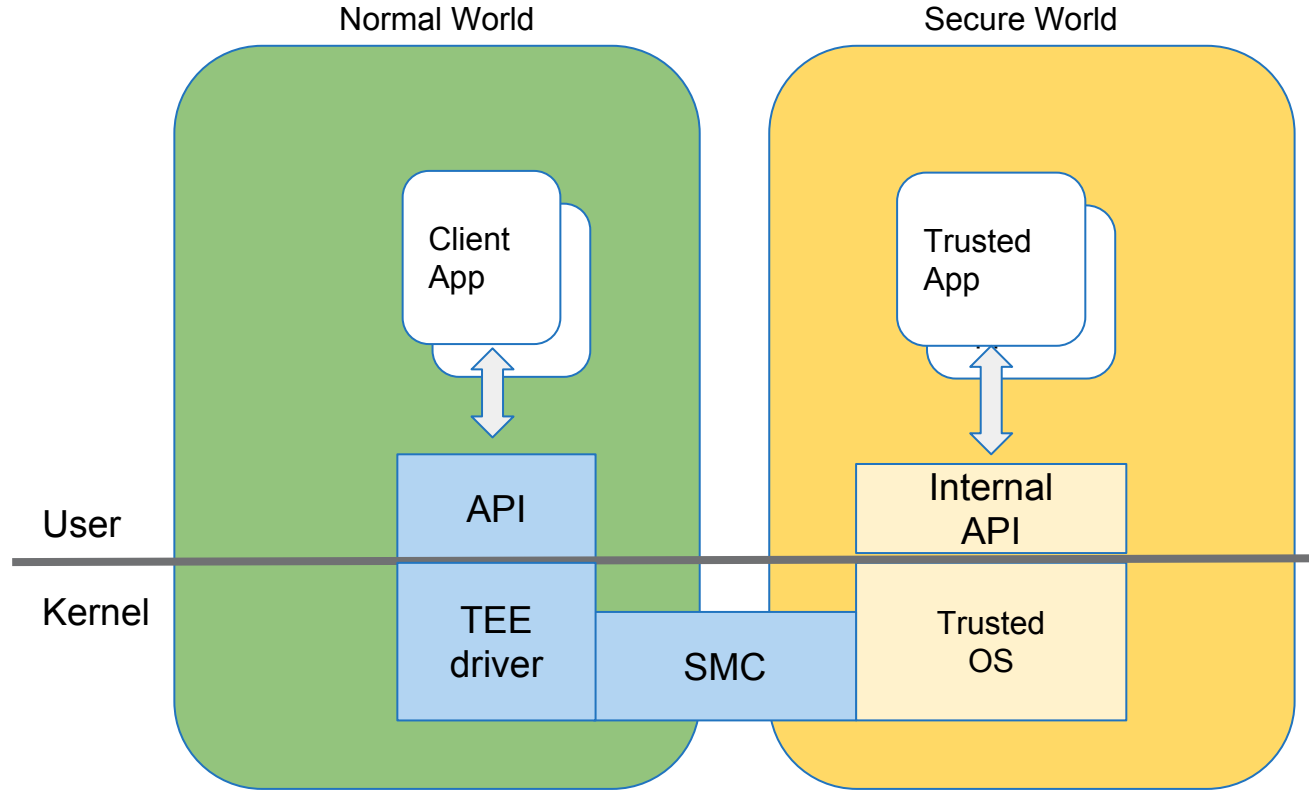 Normal World
Secure World
Client
App
Trusted
App
API
Internal
API
User
Kernel
TEE
driver
SMC
Trusted
OS